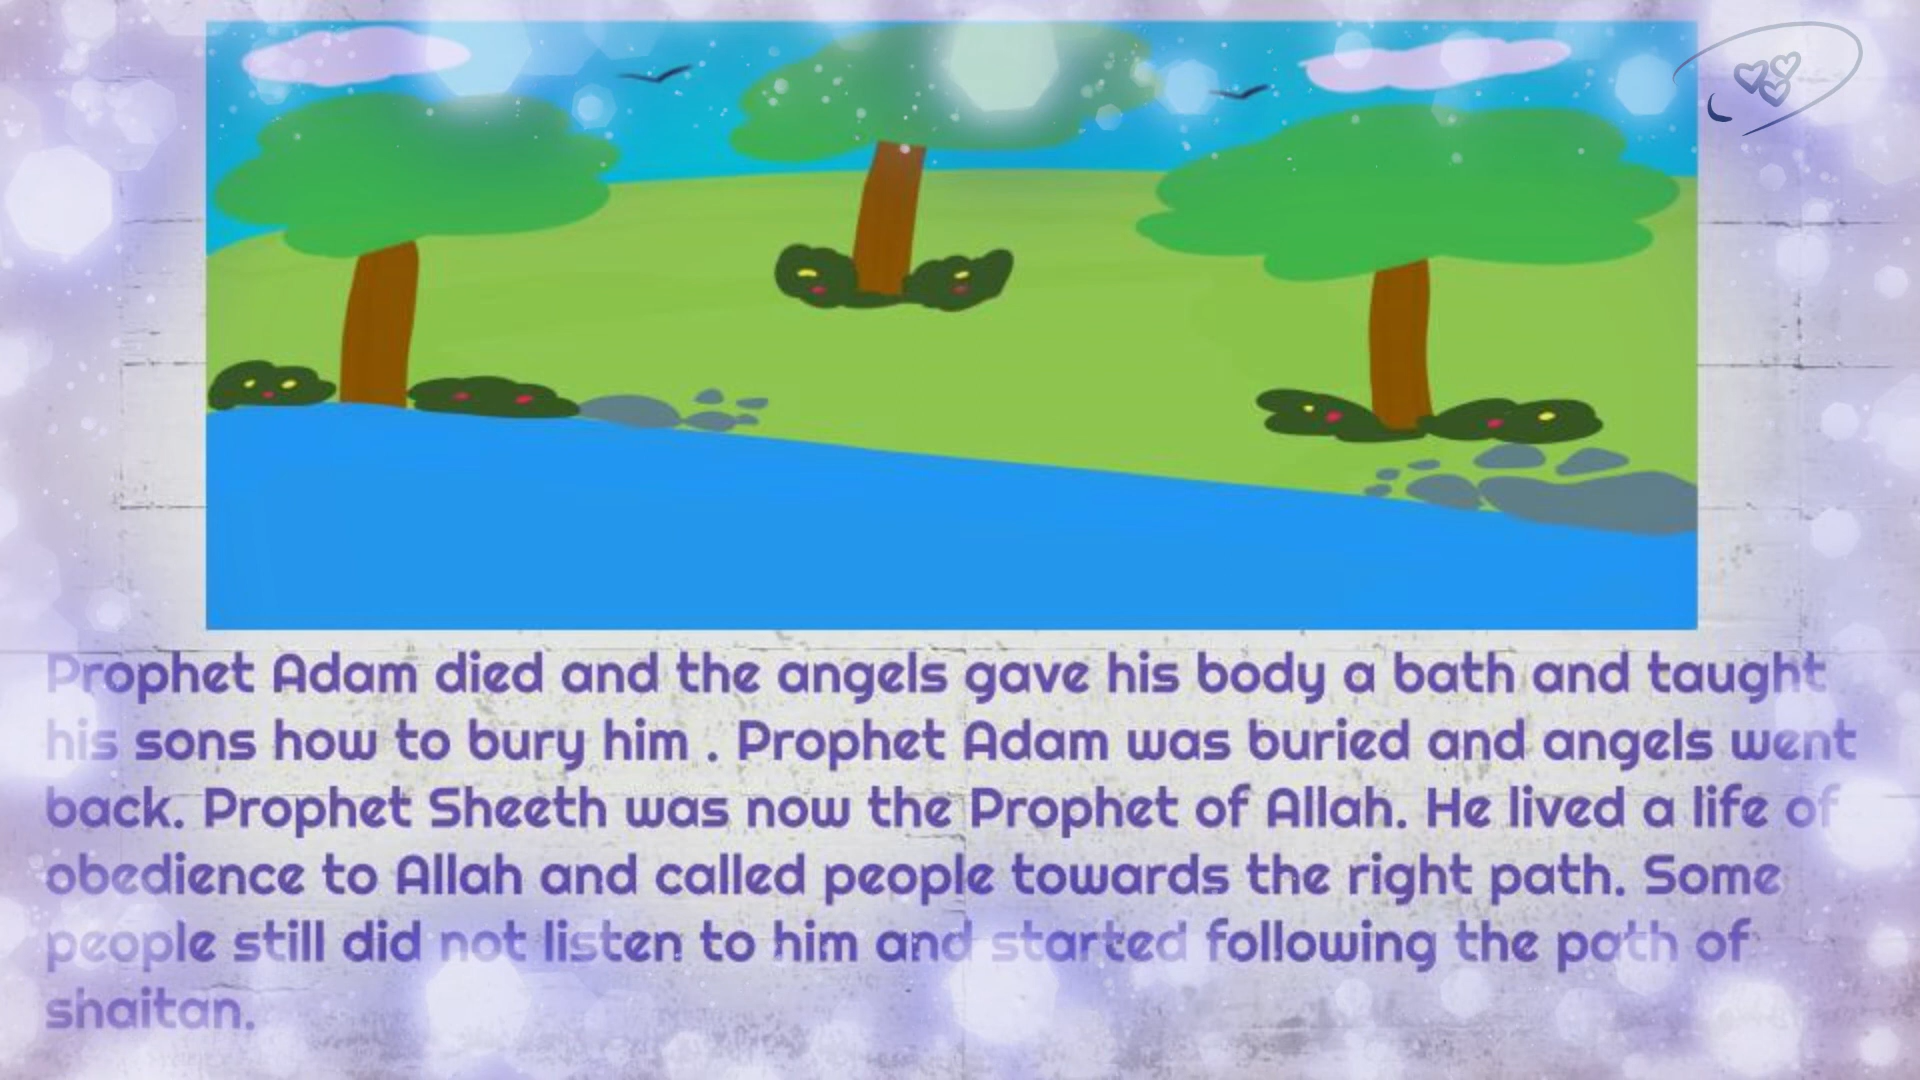 Prophet Adam died and the angels gave his body a bath and taught
his sons how to bury him . Prophet Adam was buried and angels went
back. Prophet Sheeth was now the Prophet of Allah. He lived a life of
obedience to Allah and called people towards the right path. Some
people still did not listen to him and started following the path of
shaitan.